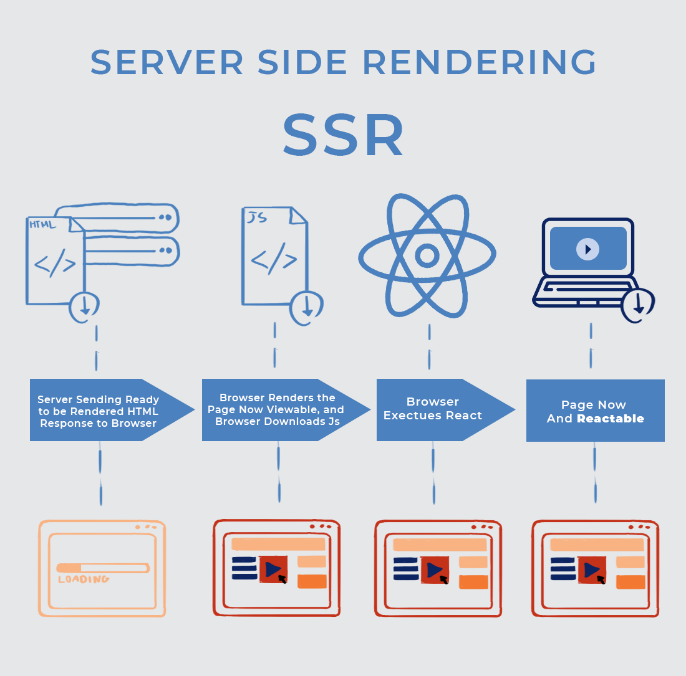 SERVER SIDE RENDERING
SSR
HTML
</>
JS
</>
Server Sending Ready
to be Rendered HTML
Response to Browser
Browser Renders the
Page Now Viewable, and
Browser Downloads Js
Browser
Exectues React
Page Now
And Reactable
LOADING